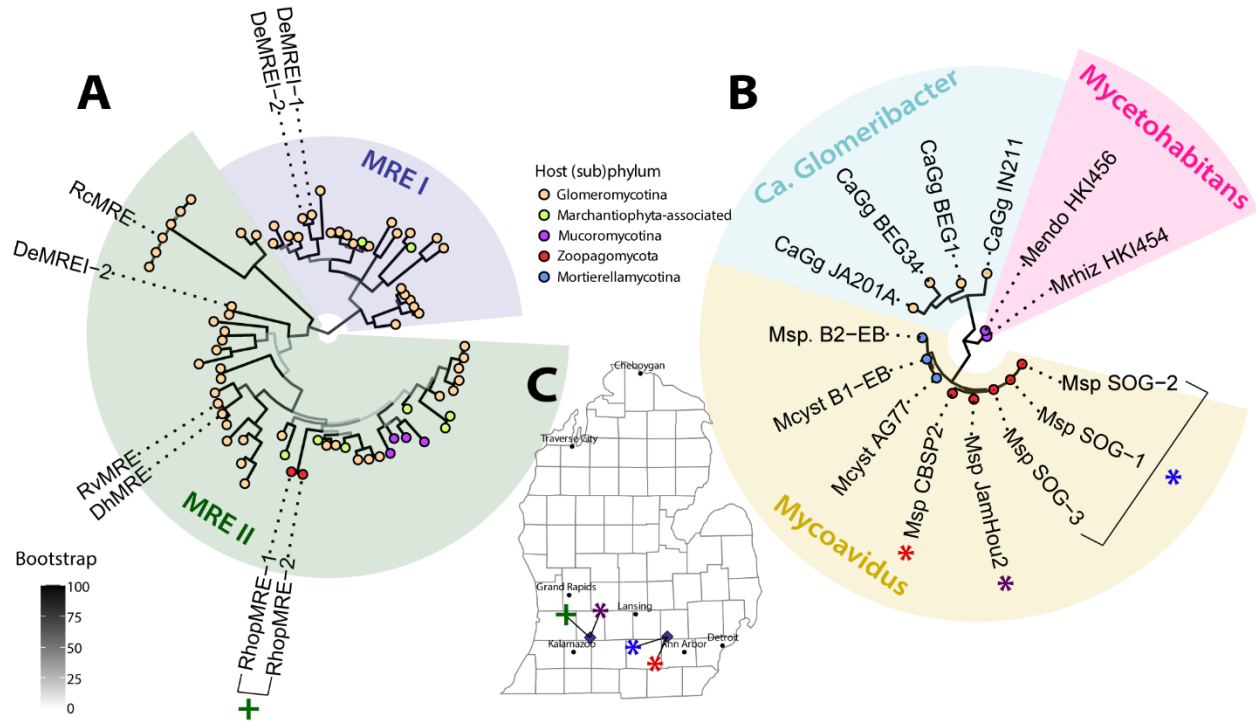 A
DeMREI-1
DeMREI-2
MRE I
RcMRE
DeMREI-2
RvMRE
DhMRE
MRE II
RhopMRE-1
RhopMRE-2
+
Bootstrap
100
75
50
25
0
Host (sub)phylum
Glomeromycotina
Marchantiophyta-associated
Mucoromycotina
Zoopagomycota
Mortierellamycotina
B
Ca. Glomeribacter
Mycetohabitans
CaGg JA201A
CaGg BEG34
CaGg BEG1
CaGg IN211
Mendo HKI456
Mrhiz HKI454
Msp. B2-EB
Mcyst B1-EB
Mcyst AG77
Msp CBSP2
*
Msp JamHou2
*
Msp SOG-3
Msp SOG-1
Msp SOG-2
*
Mycoavidus
C
Cheboygan
Traverse City
Grand Rapids
+
*
Lansing
Kalamazoo
*
*
Ann Arbor
Detroit